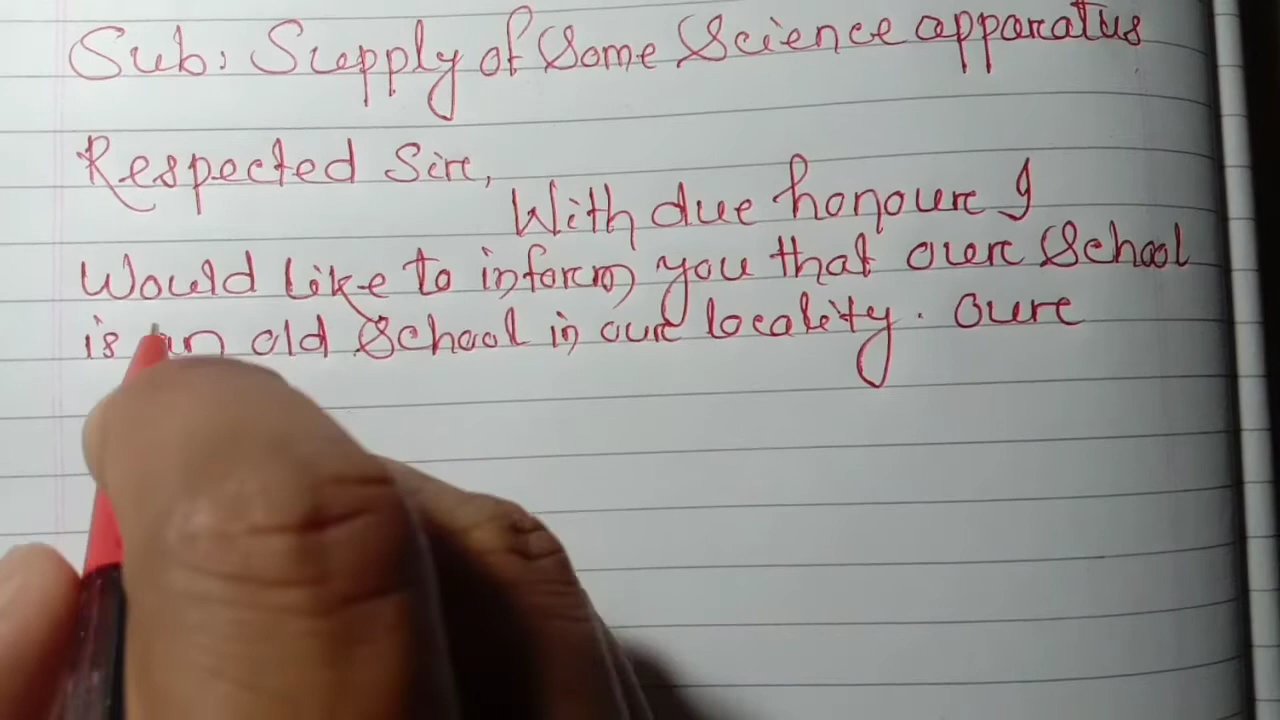 Sub: Supply of Some Science apparatus
Respected Sir,
With due honour I
Would like to inform you that our School
is an old School in our locality. Our